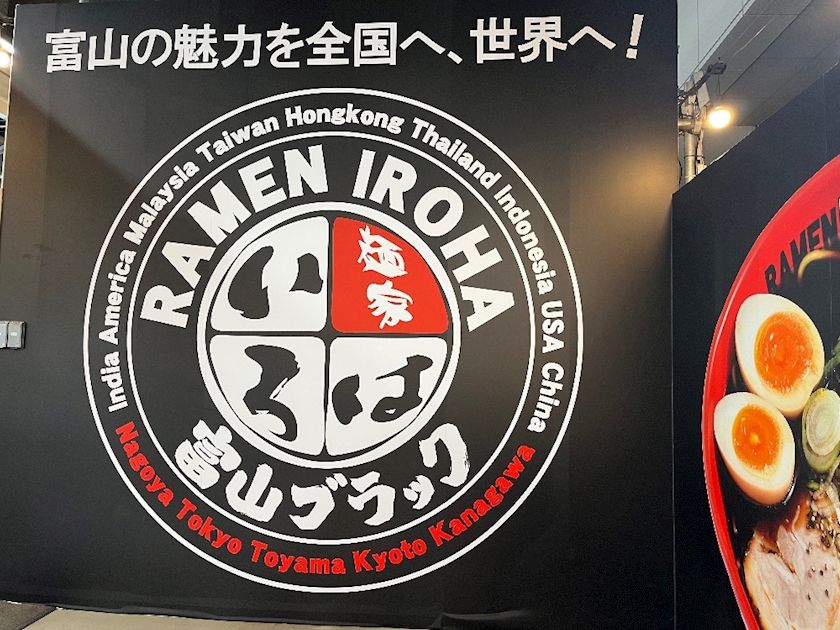 富山の魅力を全国へ、世界へ！
India America Malaysia Taiwan Hongkong Thailand Indonesia USA China
RAMEN IROHA
麺家
いろは
富山ブラック
Nagoya Tokyo Toyama Kyoto Kanagawa
RAMEN